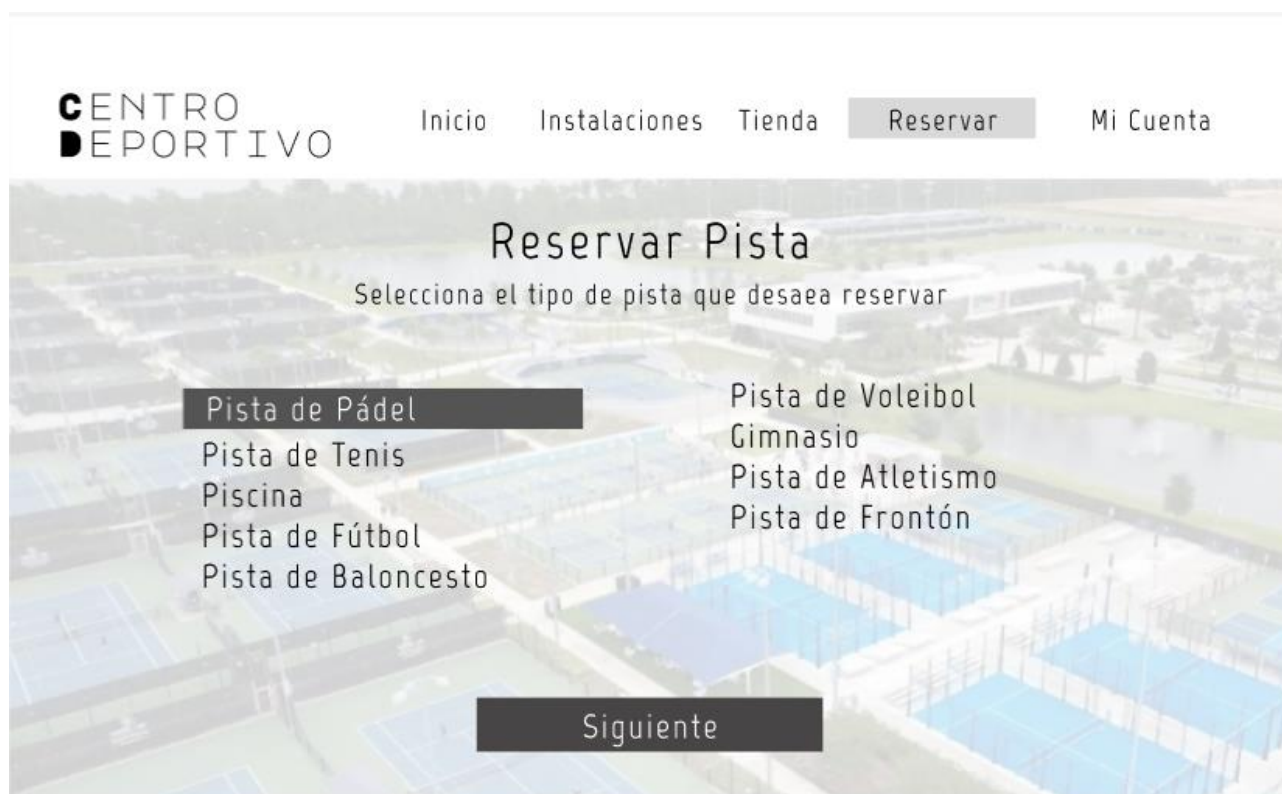 CENTRO
DEPORTIVO
Inicio Instalaciones Tienda Reservar Mi Cuenta
Reservar Pista
Selecciona el tipo de pista que desaea reservar
Pista de Pádel
Pista de Tenis
Piscina
Pista de Fútbol
Pista de Baloncesto
Pista de Voleibol
Gimnasio
Pista de Atletismo
Pista de Frontón
Siguiente